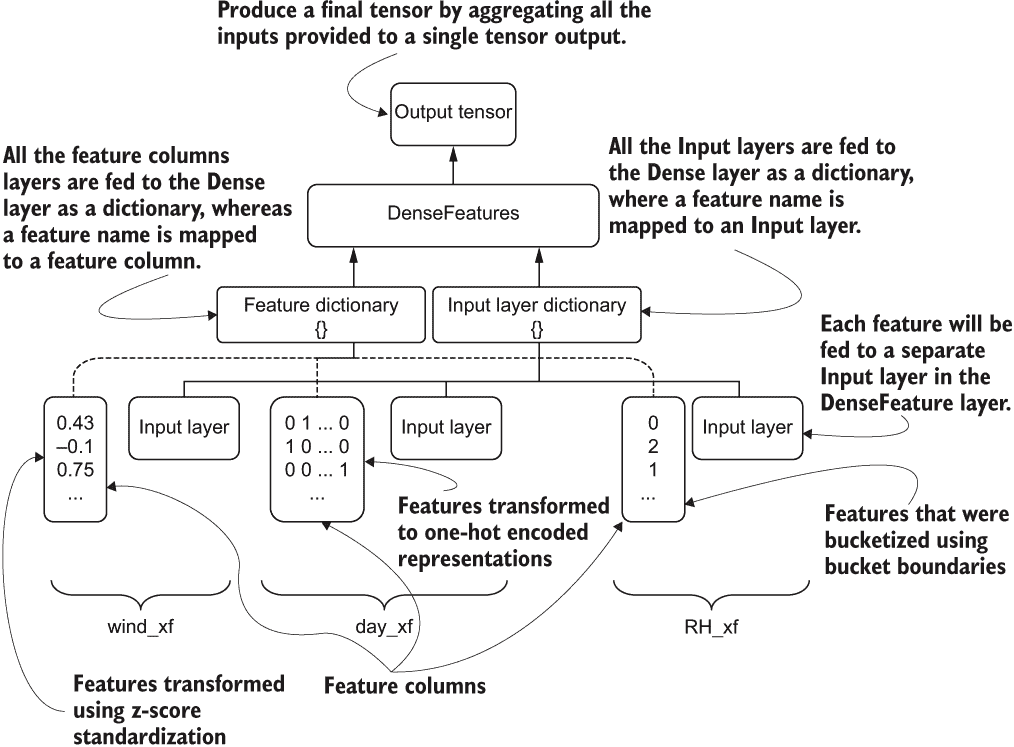 Produce a final tensor by aggregating all the
inputs provided to a single tensor output.
Output tensor
All the feature columns
layers are fed to the Dense
layer as a dictionary, whereas
a feature name is mapped
to a feature column.
All the Input layers are fed to
the Dense layer as a dictionary,
where a feature name is
mapped to an Input layer.
DenseFeatures
Feature dictionary
{}
Input layer dictionary
{}
Each feature will be
fed to a separate
Input layer in the
DenseFeature layer.
0.43
–0.1
0.75
...
Input layer
0 1 ... 0
1 0 ... 0
0 0 ... 1
...
Input layer
0
2
1
...
Input layer
Features transformed
to one-hot encoded
representations
Features that were
bucketized using
bucket boundaries
wind_xf
day_xf
RH_xf
Features transformed
using z-score
standardization
Feature columns